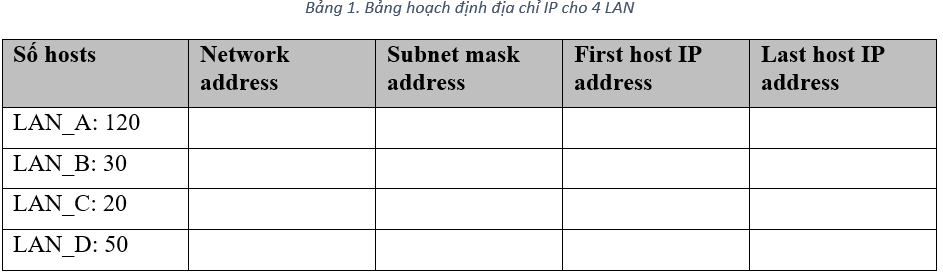 Bảng 1. Bảng hoạch định địa chỉ IP cho 4 LAN
Số hosts
Network address
Subnet mask address
First host IP address
Last host IP address
LAN_A: 120
LAN_B: 30
LAN_C: 20
LAN_D: 50